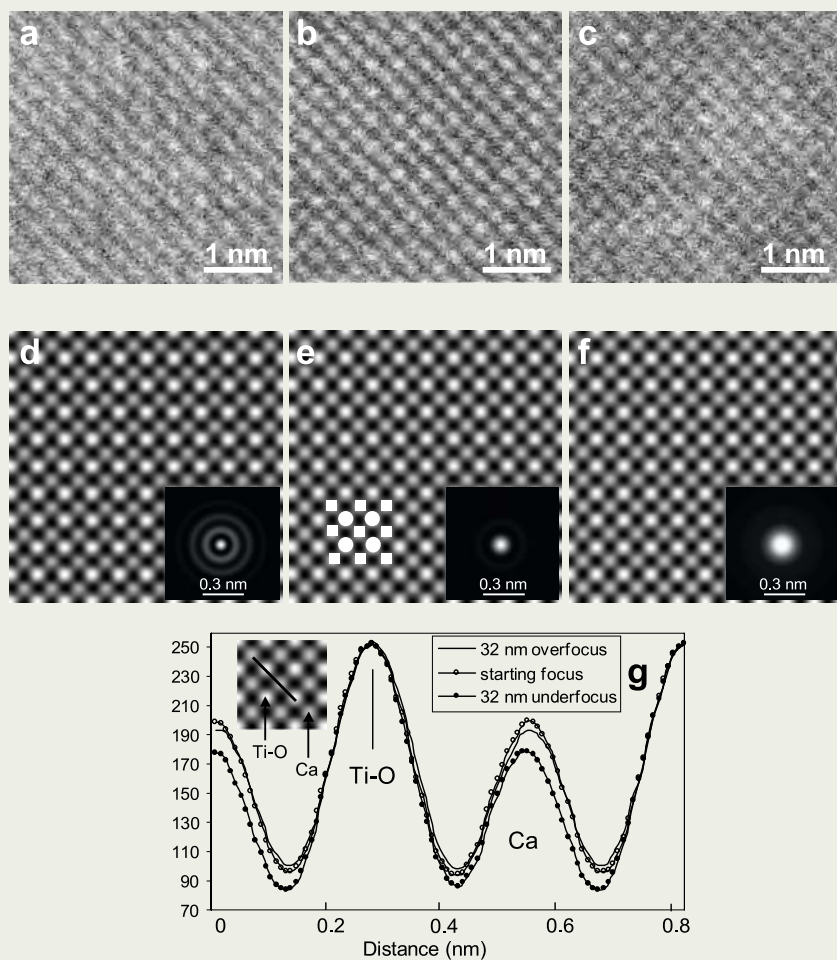 a
b
c
1 nm
1 nm
1 nm
d
e
f
0.3 nm
0.3 nm
0.3 nm
250
230
210
190
170
150
130
110
90
70
32 nm overfocus
starting focus
32 nm underfocus
g
Ti-O
Ca
Ti-O
Ca
0
0.2
0.4
0.6
0.8
Distance (nm)